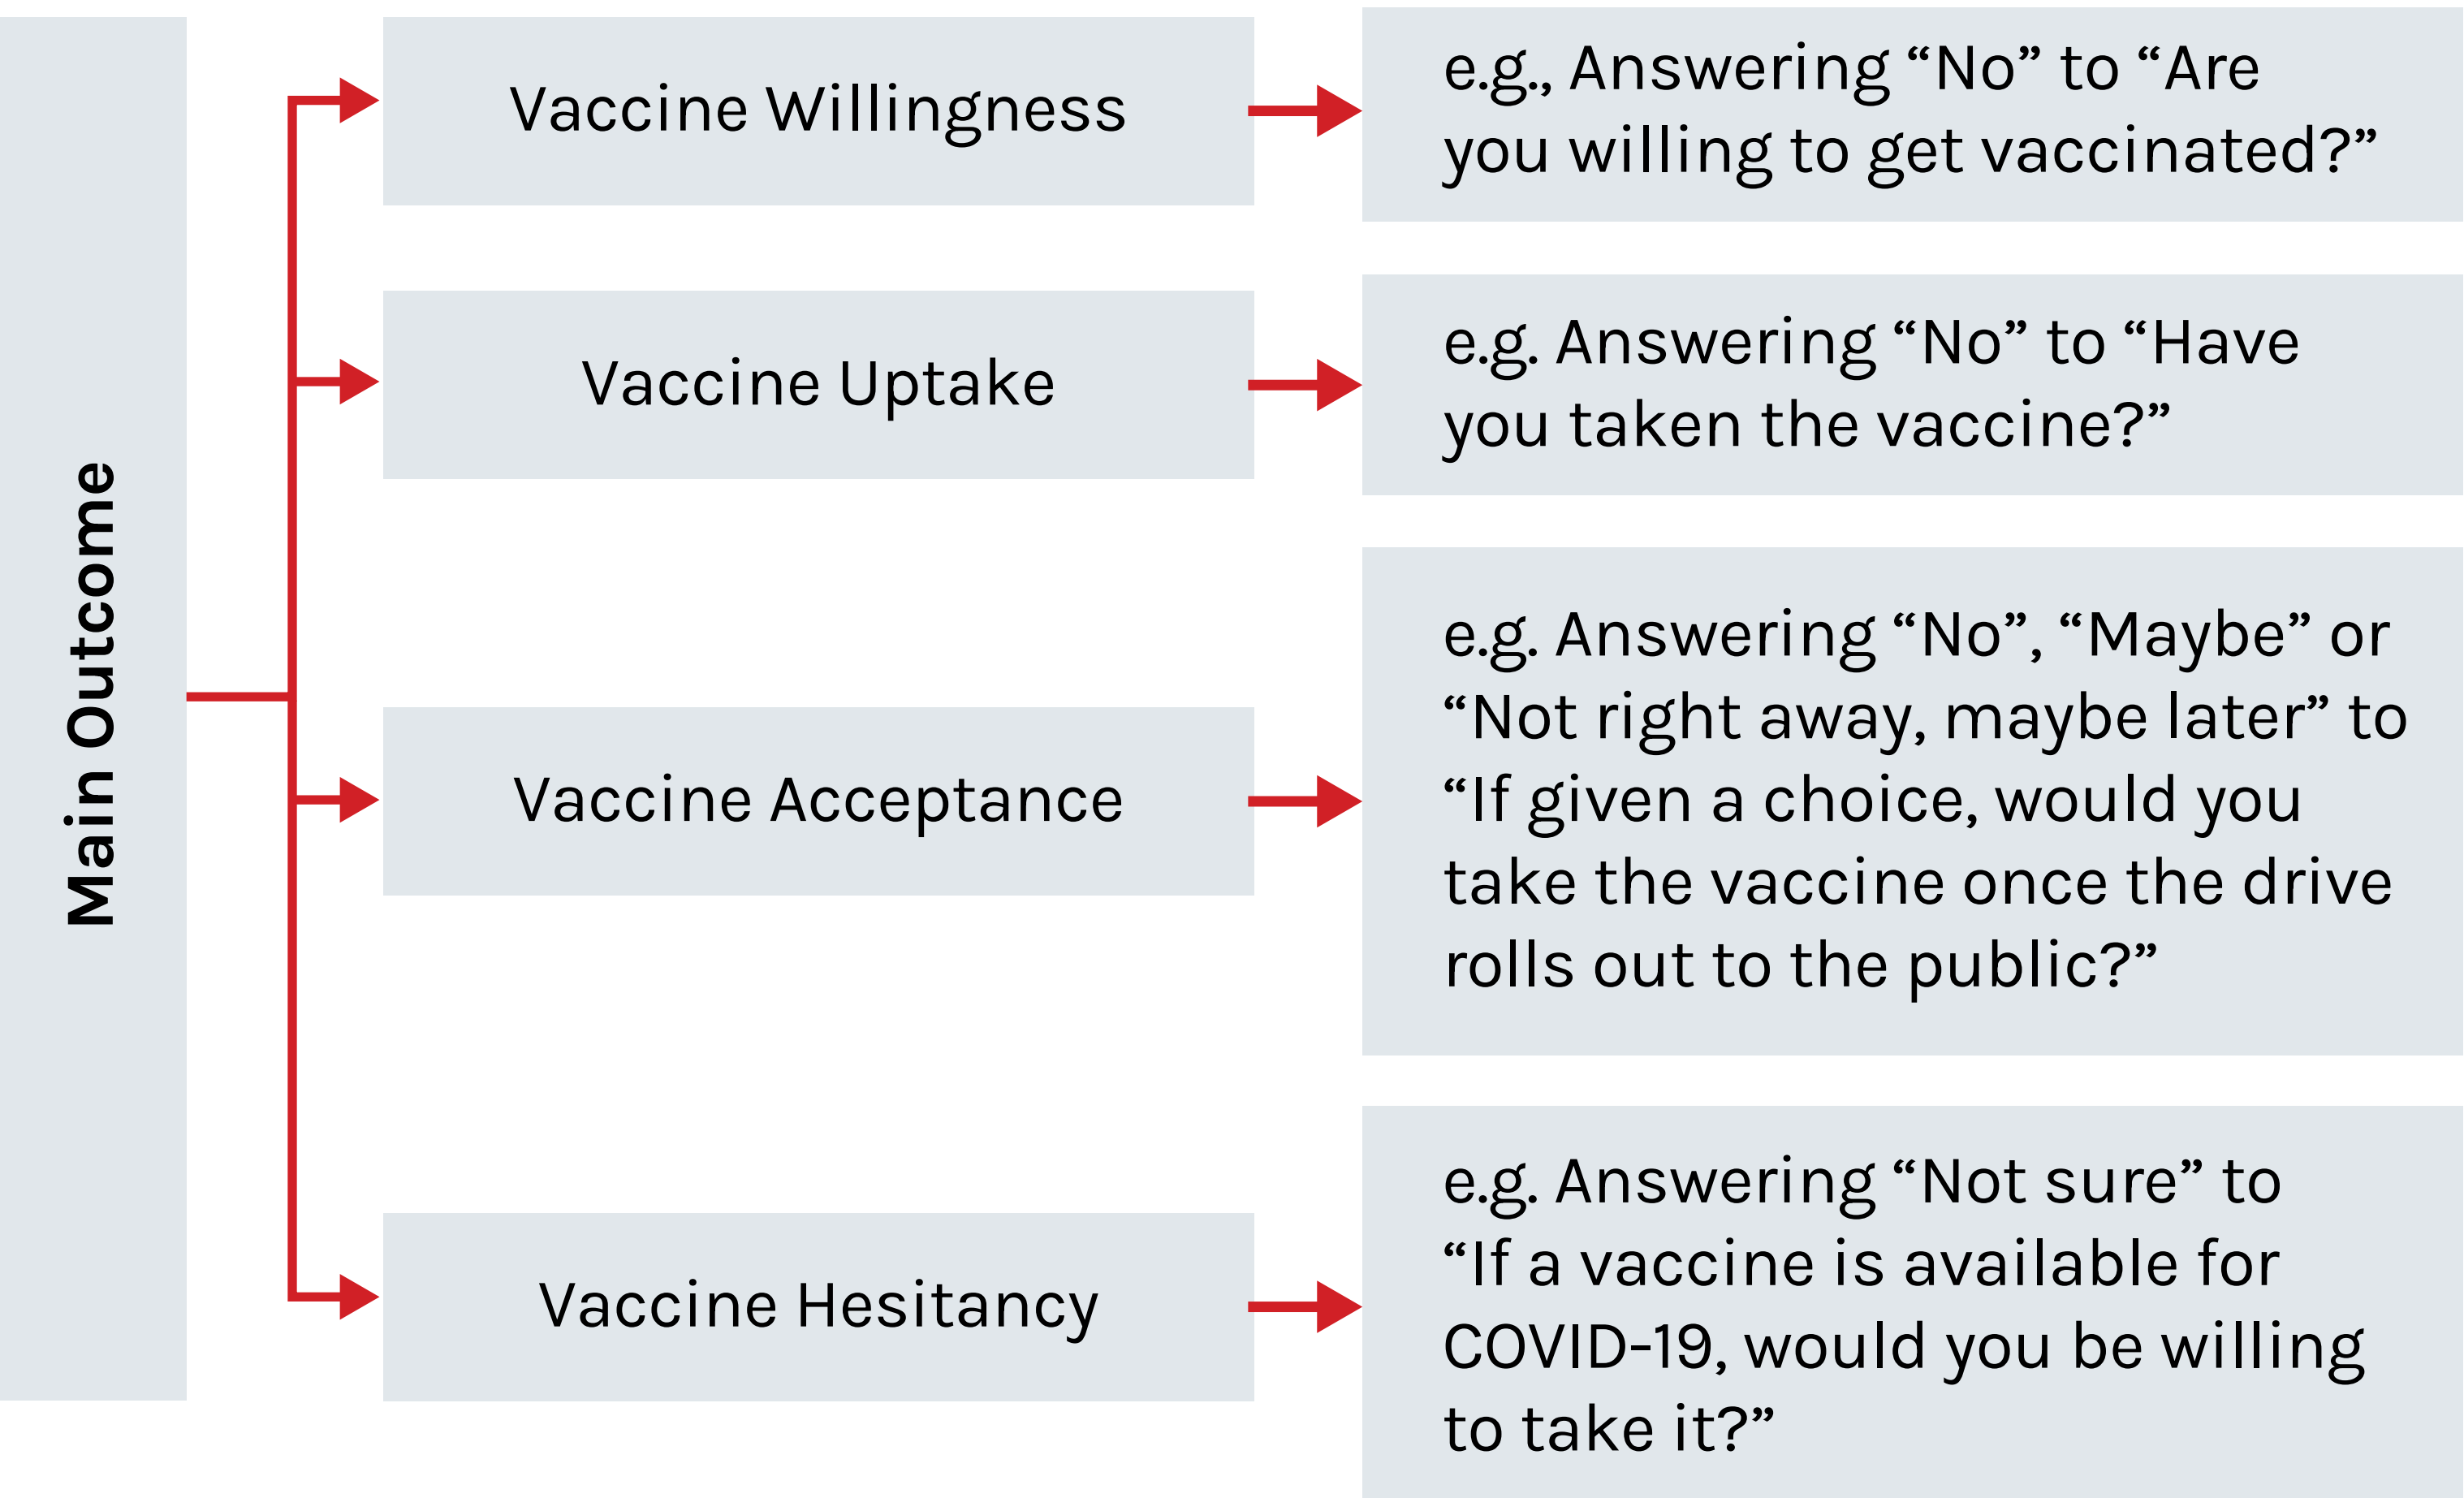 Main Outcome
Vaccine Willingness
e.g., Answering “No” to “Are
you willing to get vaccinated?”
Vaccine Uptake
e.g. Answering “No” to “Have
you taken the vaccine?”
Vaccine Acceptance
e.g. Answering “No”, “Maybe” or
“Not right away, maybe later” to
“If given a choice, would you
take the vaccine once the drive
rolls out to the public?”
Vaccine Hesitancy
e.g. Answering “Not sure” to
“If a vaccine is available for
COVID-19, would you be willing
to take it?”